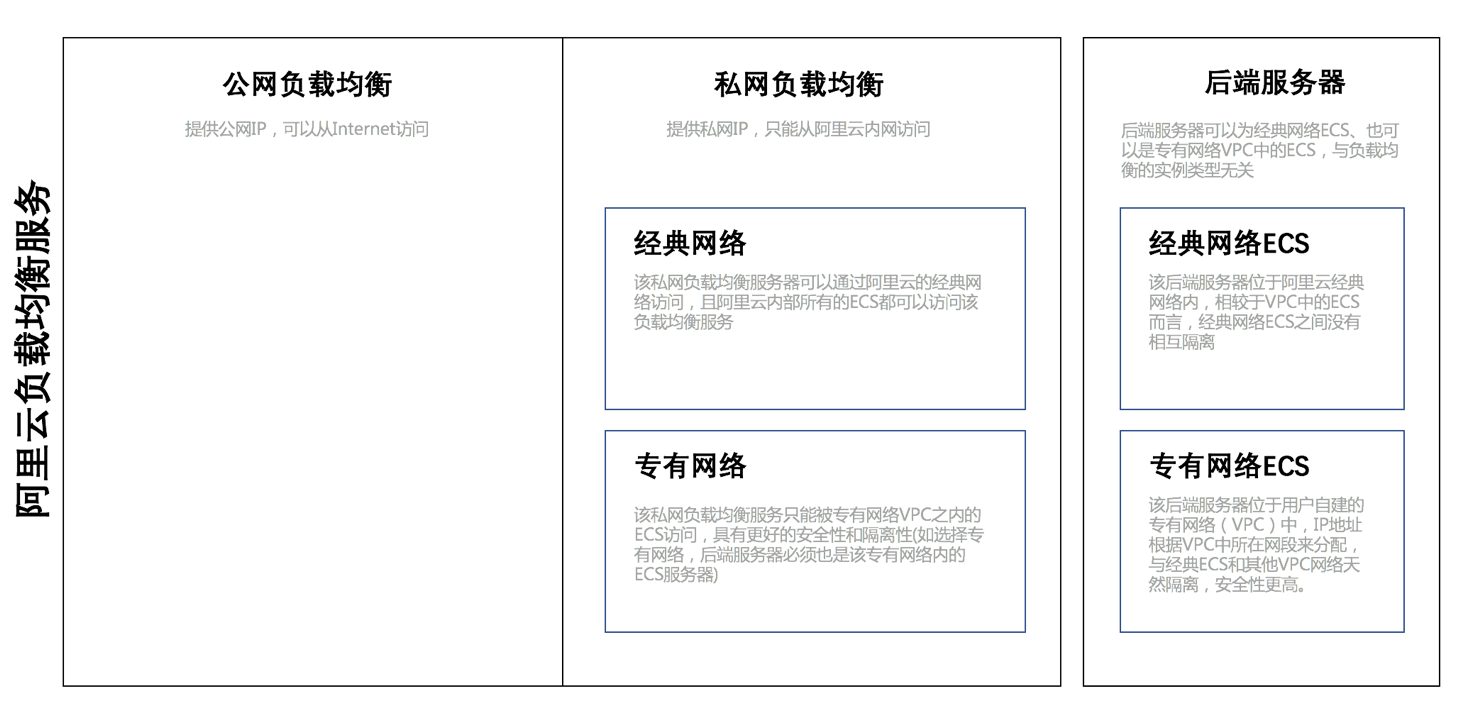 阿里云负载均衡服务
公网负载均衡
提供公网IP，可以从Internet访问
私网负载均衡
提供私网IP，只能从阿里云内网访问
经典网络
该私网负载均衡服务器可以通过阿里云的经典网
络访问，且阿里云内部所有的ECS都可以访问该
负载均衡服务
专有网络
该私网负载均衡服务只能被专有网络VPC之内的
ECS访问，具有更好的安全性和隔离性(如选择专
有网络，后端服务器必须也是该专有网络内的
ECS服务器)
后端服务器
后端服务器可以为经典网络ECS、也可
以是专有网络VPC中的ECS，与负载均
衡的实例类型无关
经典网络ECS
该后端服务器位于阿里云经典
网络内，相较于VPC中的ECS
而言，经典网络ECS之间没有
相互隔离
专有网络ECS
该后端服务器位于用户自建的
专有网络（VPC）中，IP地址
根据VPC中所在网段来分配，
与经典ECS和其他VPC网络天
然隔离，安全性更高。